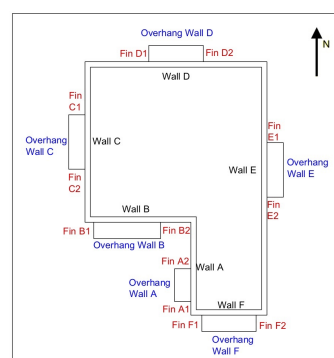 Overhang Wall D
N
Fin D1
Fin D2
Wall D
Fin
C1
Fin
E1
Overhang
Wall C
Wall C
Wall E
Overhang
Wall E
Fin
C2
Fin
E2
Wall B
Fin B1
Fin B2
Overhang Wall B
Fin A2
Wall A
Overhang
Wall A
Fin A1
Wall F
Fin F1
Fin F2
Overhang
Wall F